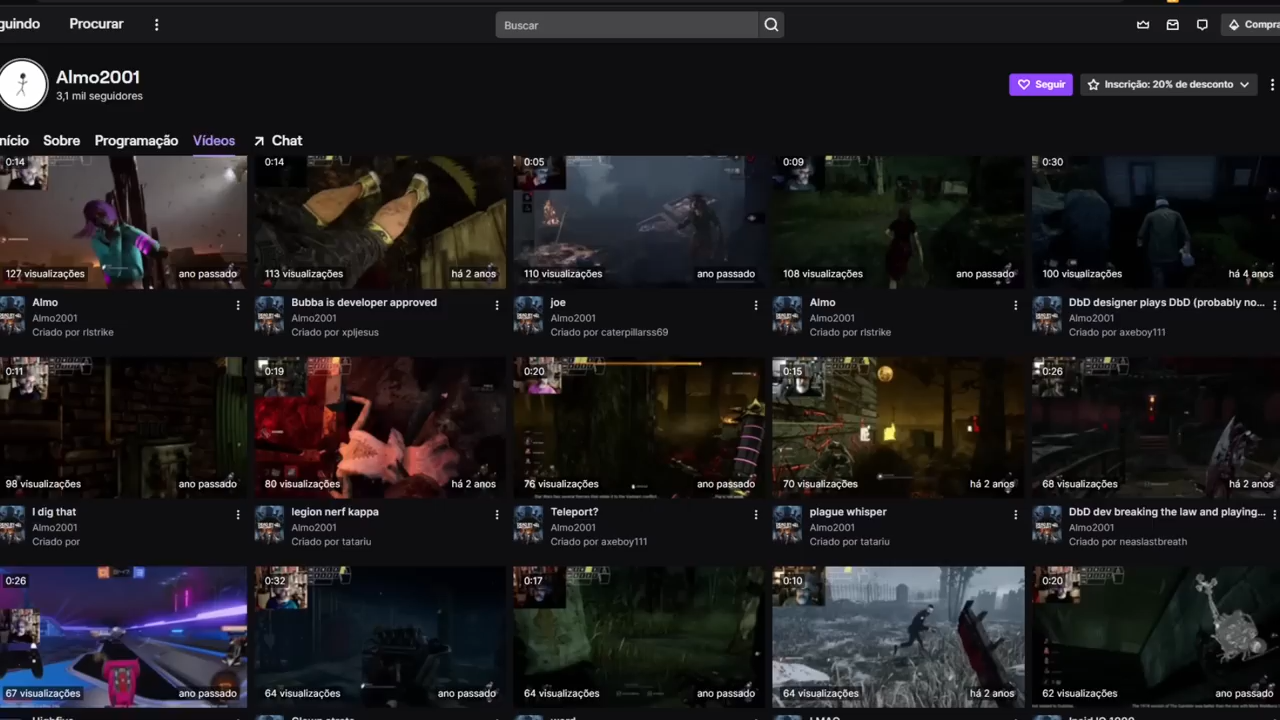 guindo
Procurar
Buscar
Compra
Almo2001
3,1 mil seguidores
Seguir
Inscrição: 20% de desconto
nício
Sobre
Programação
Vídeos
Chat
0:14
0:14
0:05
0:09
0:30
127 visualizações
ano passado
113 visualizações
há 2 anos
110 visualizações
ano passado
108 visualizações
ano passado
100 visualizações
há 4 anos
Almo
Almo2001
Criado por rlstrike
Bubba is developer approved
Almo2001
Criado por xpljesus
joe
Almo2001
Criado por caterpillarss69
Almo
Almo2001
Criado por rlstrike
DbD designer plays DbD (probably no...
Almo2001
Criado por axeboy111
0:11
0:19
0:20
0:15
0:26
98 visualizações
ano passado
80 visualizações
há 2 anos
76 visualizações
ano passado
70 visualizações
há 2 anos
68 visualizações
há 2 anos
I dig that
Almo2001
Criado por
legion nerf kappa
Almo2001
Criado por tatariu
Teleport?
Almo2001
Criado por axeboy111
plague whisper
Almo2001
Criado por tatariu
DbD dev breaking the law and playing...
Almo2001
Criado por neaslastbreath
0:26
0:32
0:17
0:10
0:20
67 visualizações
ano passado
64 visualizações
ano passado
64 visualizações
ano passado
64 visualizações
há 2 anos
62 visualizações
ano passado